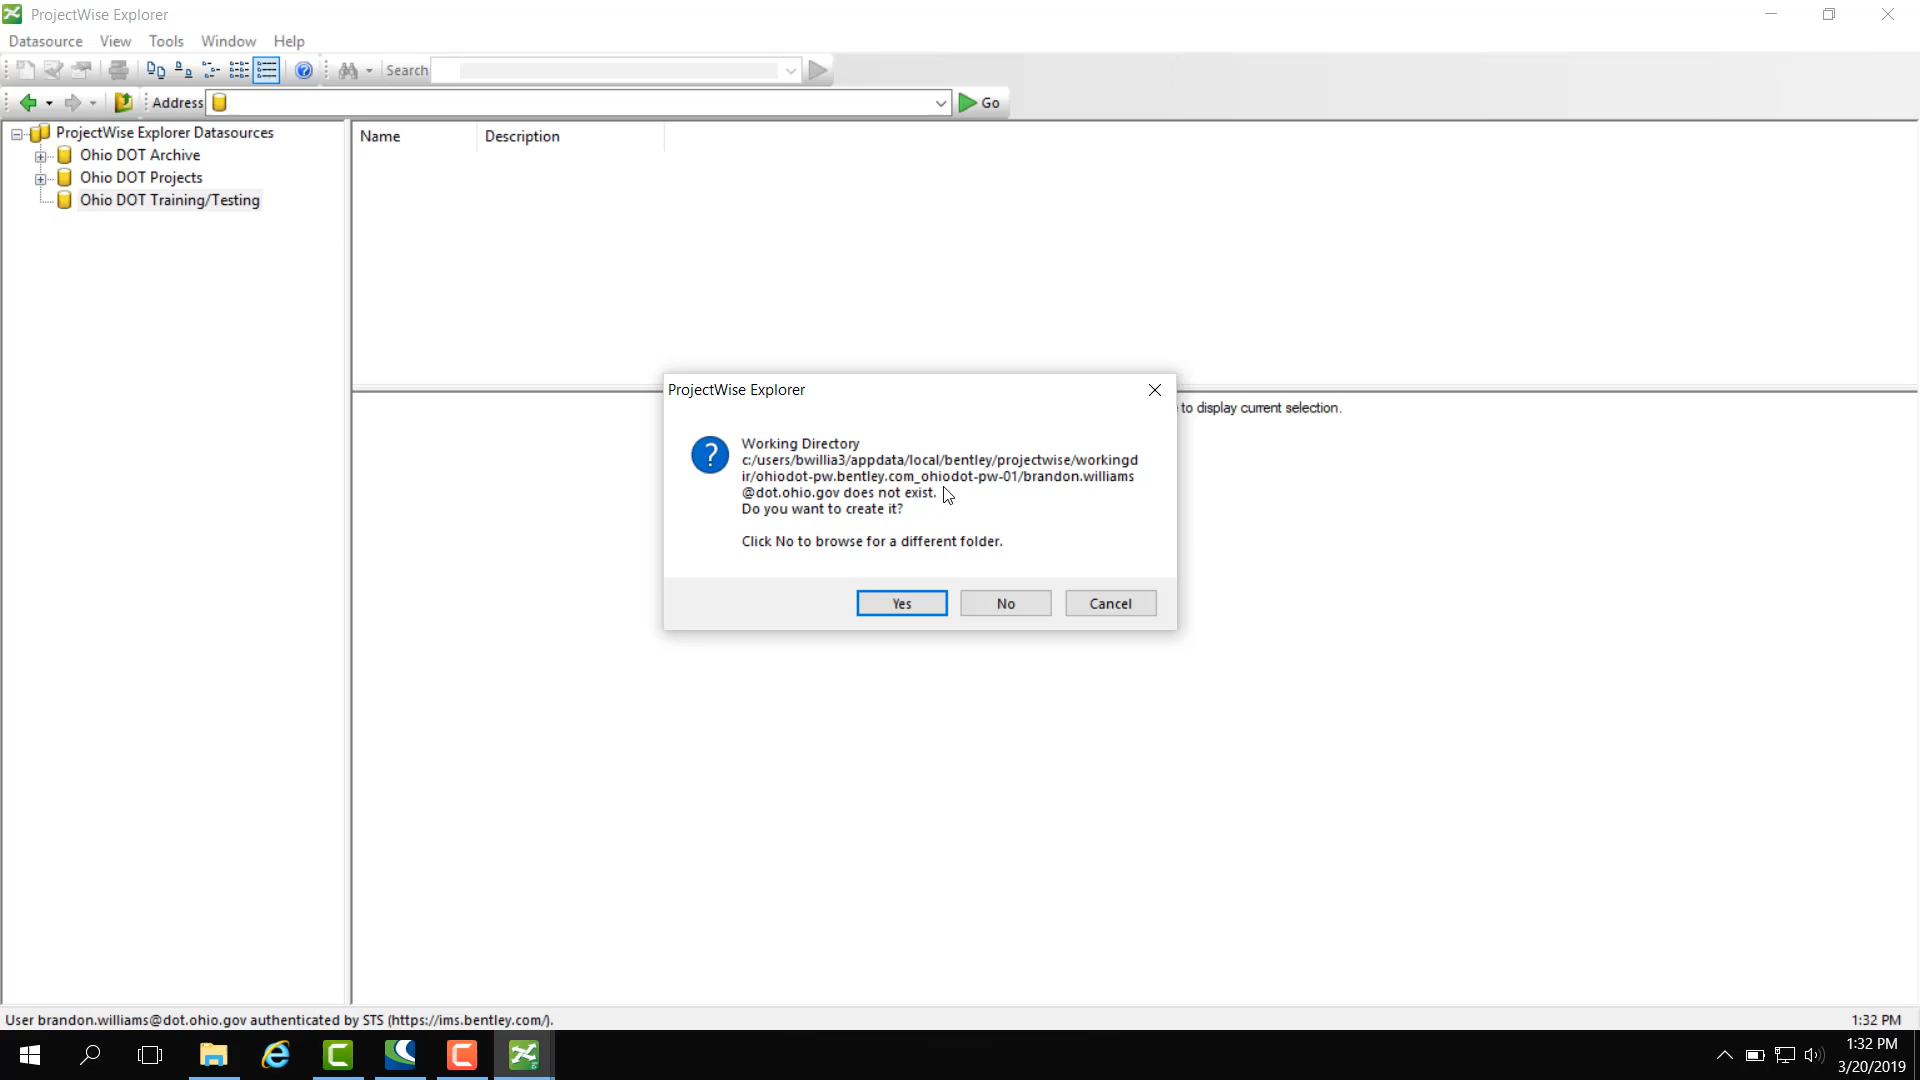 ProjectWise Explorer
Datasource View Tools Window Help
Search
Address Go
ProjectWise Explorer Datasources
Ohio DOT Archive
Ohio DOT Projects
Ohio DOT Training/Testing
Name Description
to display current selection.
ProjectWise Explorer
Working Directory
c:/users/bwillia3/appdata/local/bentley/projectwise/workingd
ir/ohiodot-pw.bentley.com_ohiodot-pw-01/brandon.williams
@dot.ohio.gov does not exist.
Do you want to create it?
Click No to browse for a different folder.
Yes No Cancel
User brandon.williams@dot.ohio.gov authenticated by STS (https://ims.bentley.com/).
1:32 PM
1:32 PM
3/20/2019